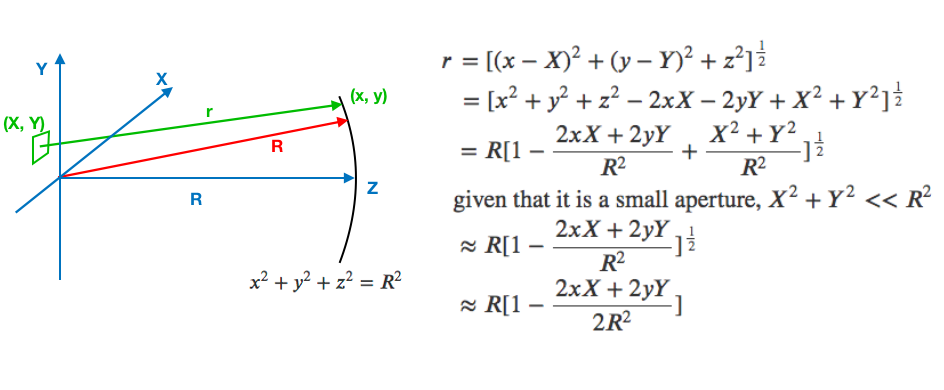 Y
X
(X, Y)
r
(x, y)
R
Z
R
x² + y² + z² = R²
r = [(x − X)² + (y − Y)² + z²]^½
= [x² + y² + z² − 2xX − 2yY + X² + Y²]^½
= R[1 − (2xX + 2yY)/R² + (X² + Y²)/R²]^½
given that it is a small aperture, X² + Y² << R²
≈ R[1 − (2xX + 2yY)/R²]^½
≈ R[1 − (2xX + 2yY)/2R²]